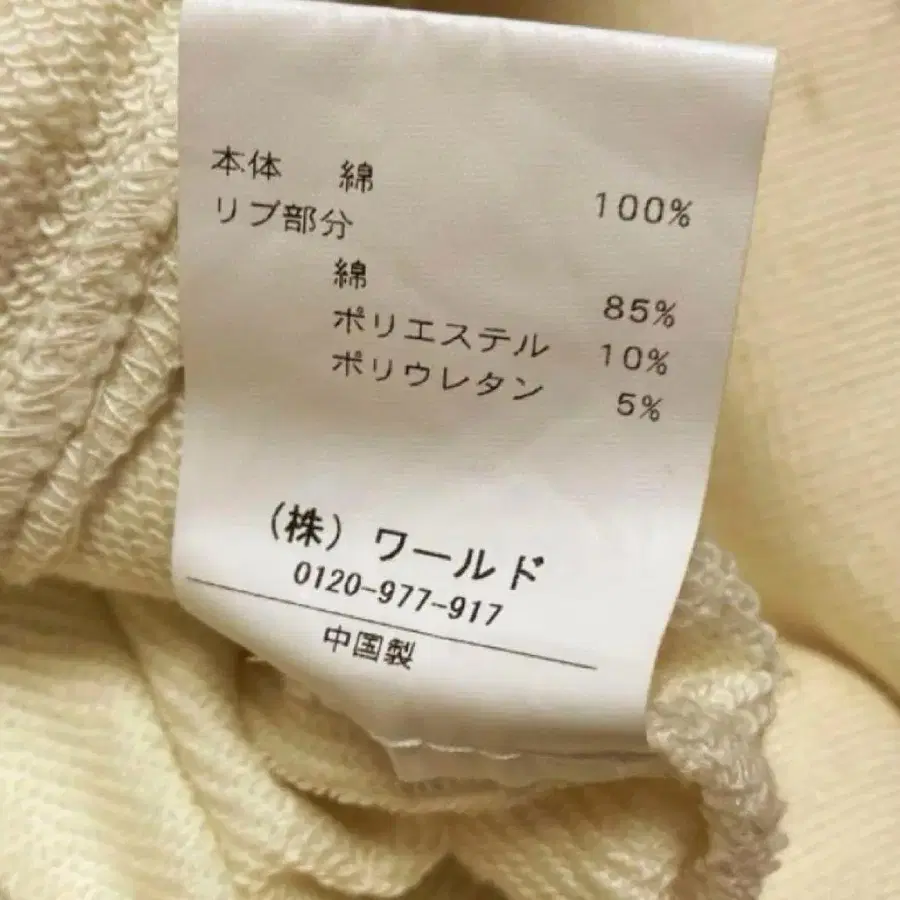 本体 綿 100%
リブ部分
綿 85%
ポリエステル 10%
ポリウレタン 5%
(株) ワールド
0120-977-917
中国製